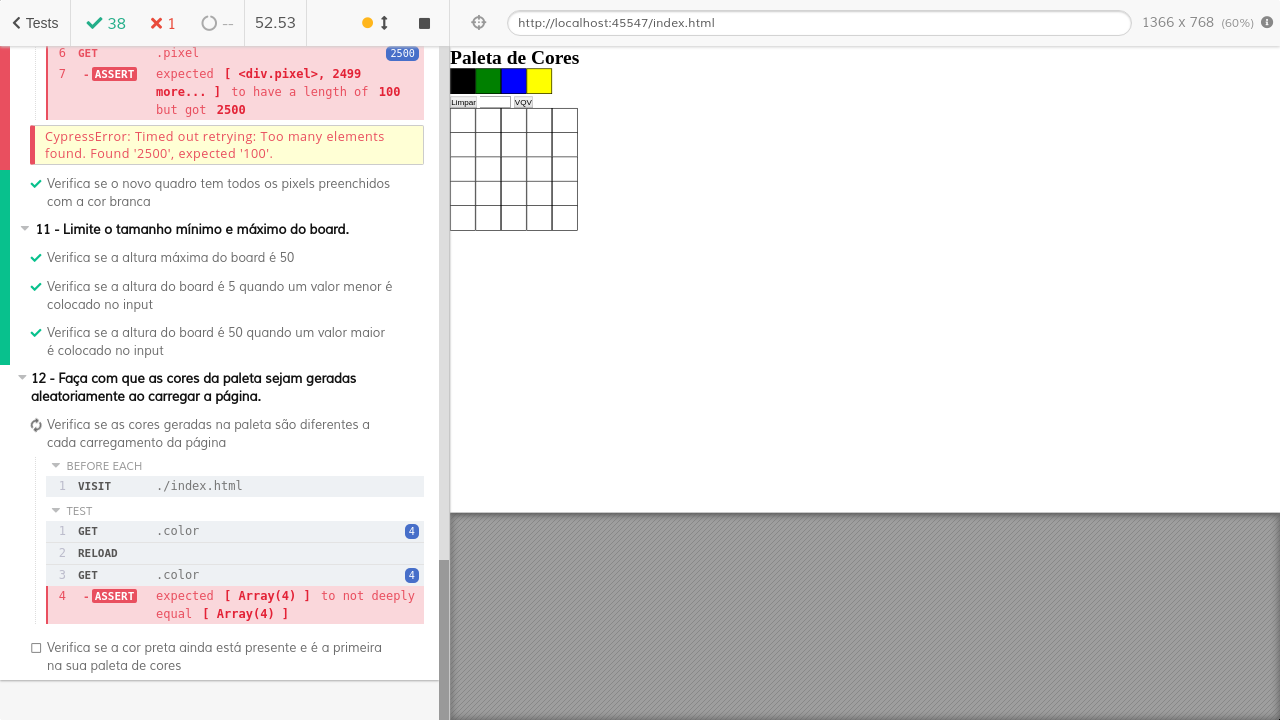 Tests
38
1
--
52.53
http://localhost:45547/index.html
1366 x 768 (60%)
6 GET .pixel 2500
7 - ASSERT expected [ <div.pixel>, 2499
more... ] to have a length of 100
but got 2500
CypressError: Timed out retrying: Too many elements
found. Found '2500', expected '100'.
Verifica se o novo quadro tem todos os pixels preenchidos
com a cor branca
11 - Limite o tamanho mínimo e máximo do board.
Verifica se a altura máxima do board é 50
Verifica se a altura do board é 5 quando um valor menor é
colocado no input
Verifica se a altura do board é 50 quando um valor maior
é colocado no input
12 - Faça com que as cores da paleta sejam geradas
aleatoriamente ao carregar a página.
Verifica se as cores geradas na paleta são diferentes a
cada carregamento da página
BEFORE EACH
1 VISIT ./index.html
TEST
1 GET .color 4
2 RELOAD
3 GET .color 4
4 - ASSERT expected [ Array(4) ] to not deeply
equal [ Array(4) ]
Verifica se a cor preta ainda está presente e é a primeira
na sua paleta de cores
Paleta de Cores
Limpar VQV